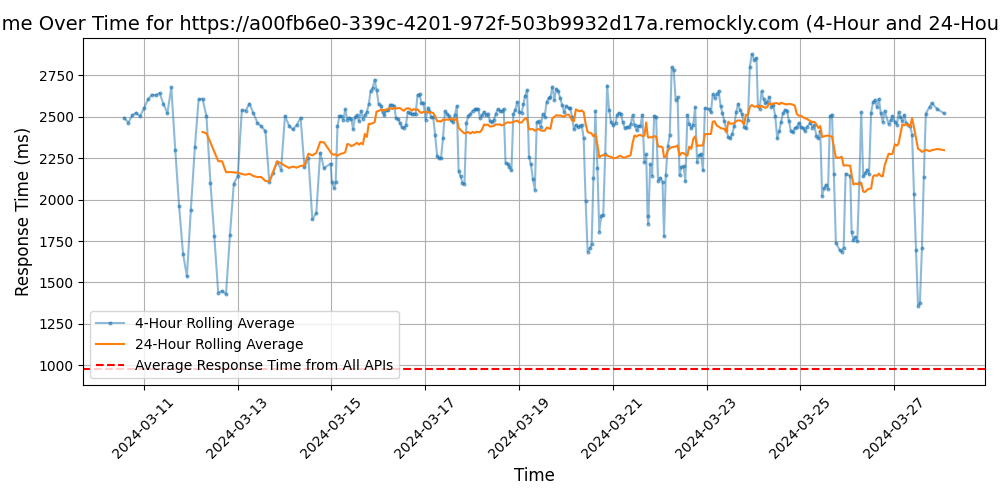 me Over Time for https://a00fb6e0-339c-4201-972f-503b9932d17a.remockly.com (4-Hour and 24-Hou
Response Time (ms)
2750
2500
2250
2000
1750
1500
1250
1000
4-Hour Rolling Average
24-Hour Rolling Average
Average Response Time from All APIs
2024-03-11
2024-03-13
2024-03-15
2024-03-17
2024-03-19
2024-03-21
2024-03-23
2024-03-25
2024-03-27
Time